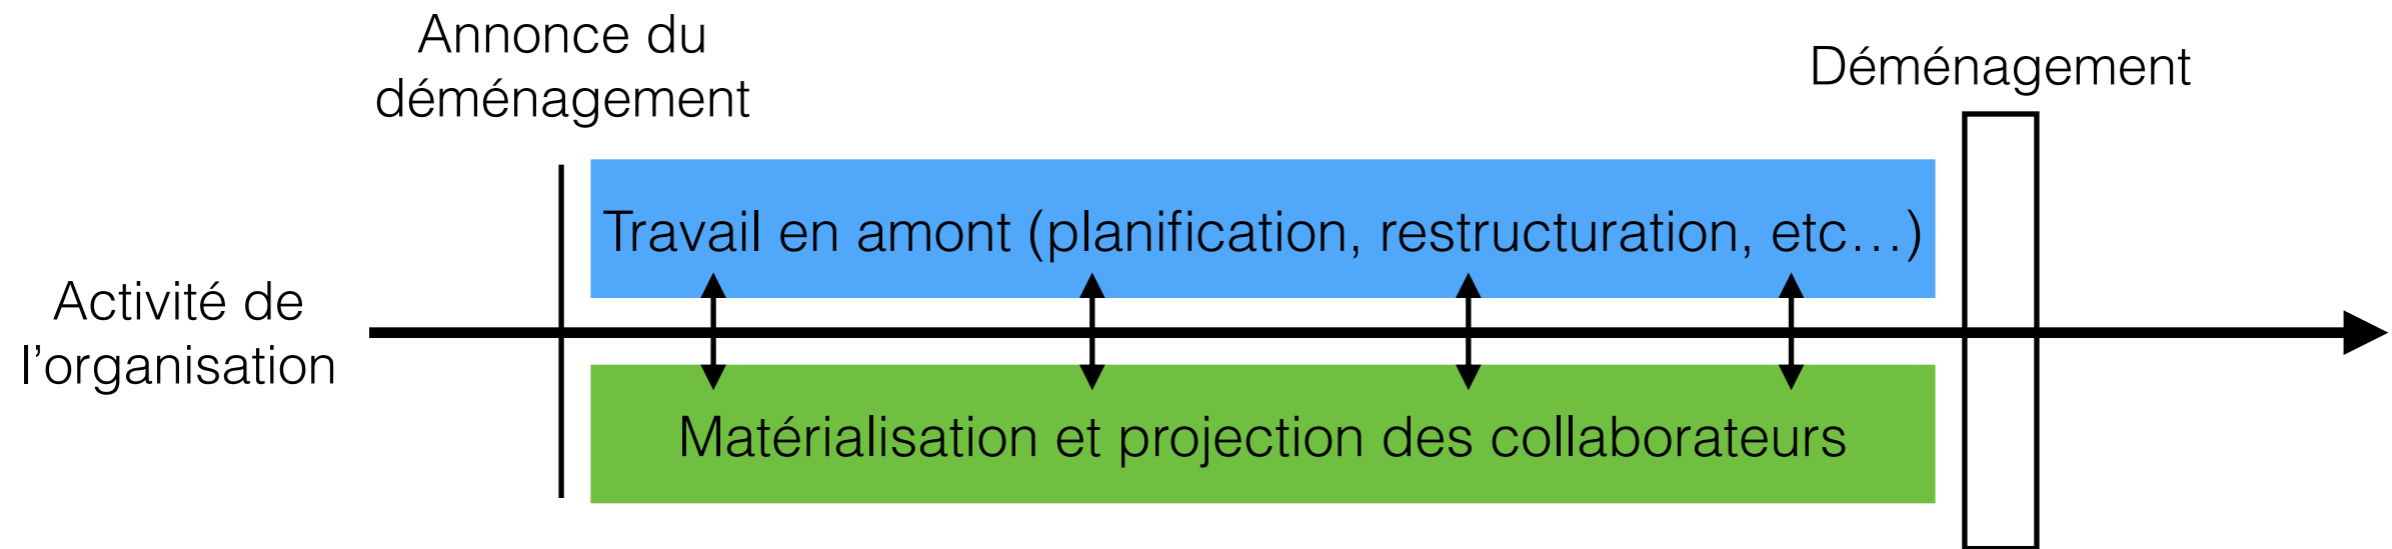 Annonce du
déménagement
Déménagement
Travail en amont (planification, restructuration, etc…)
Activité de
l’organisation
Matérialisation et projection des collaborateurs